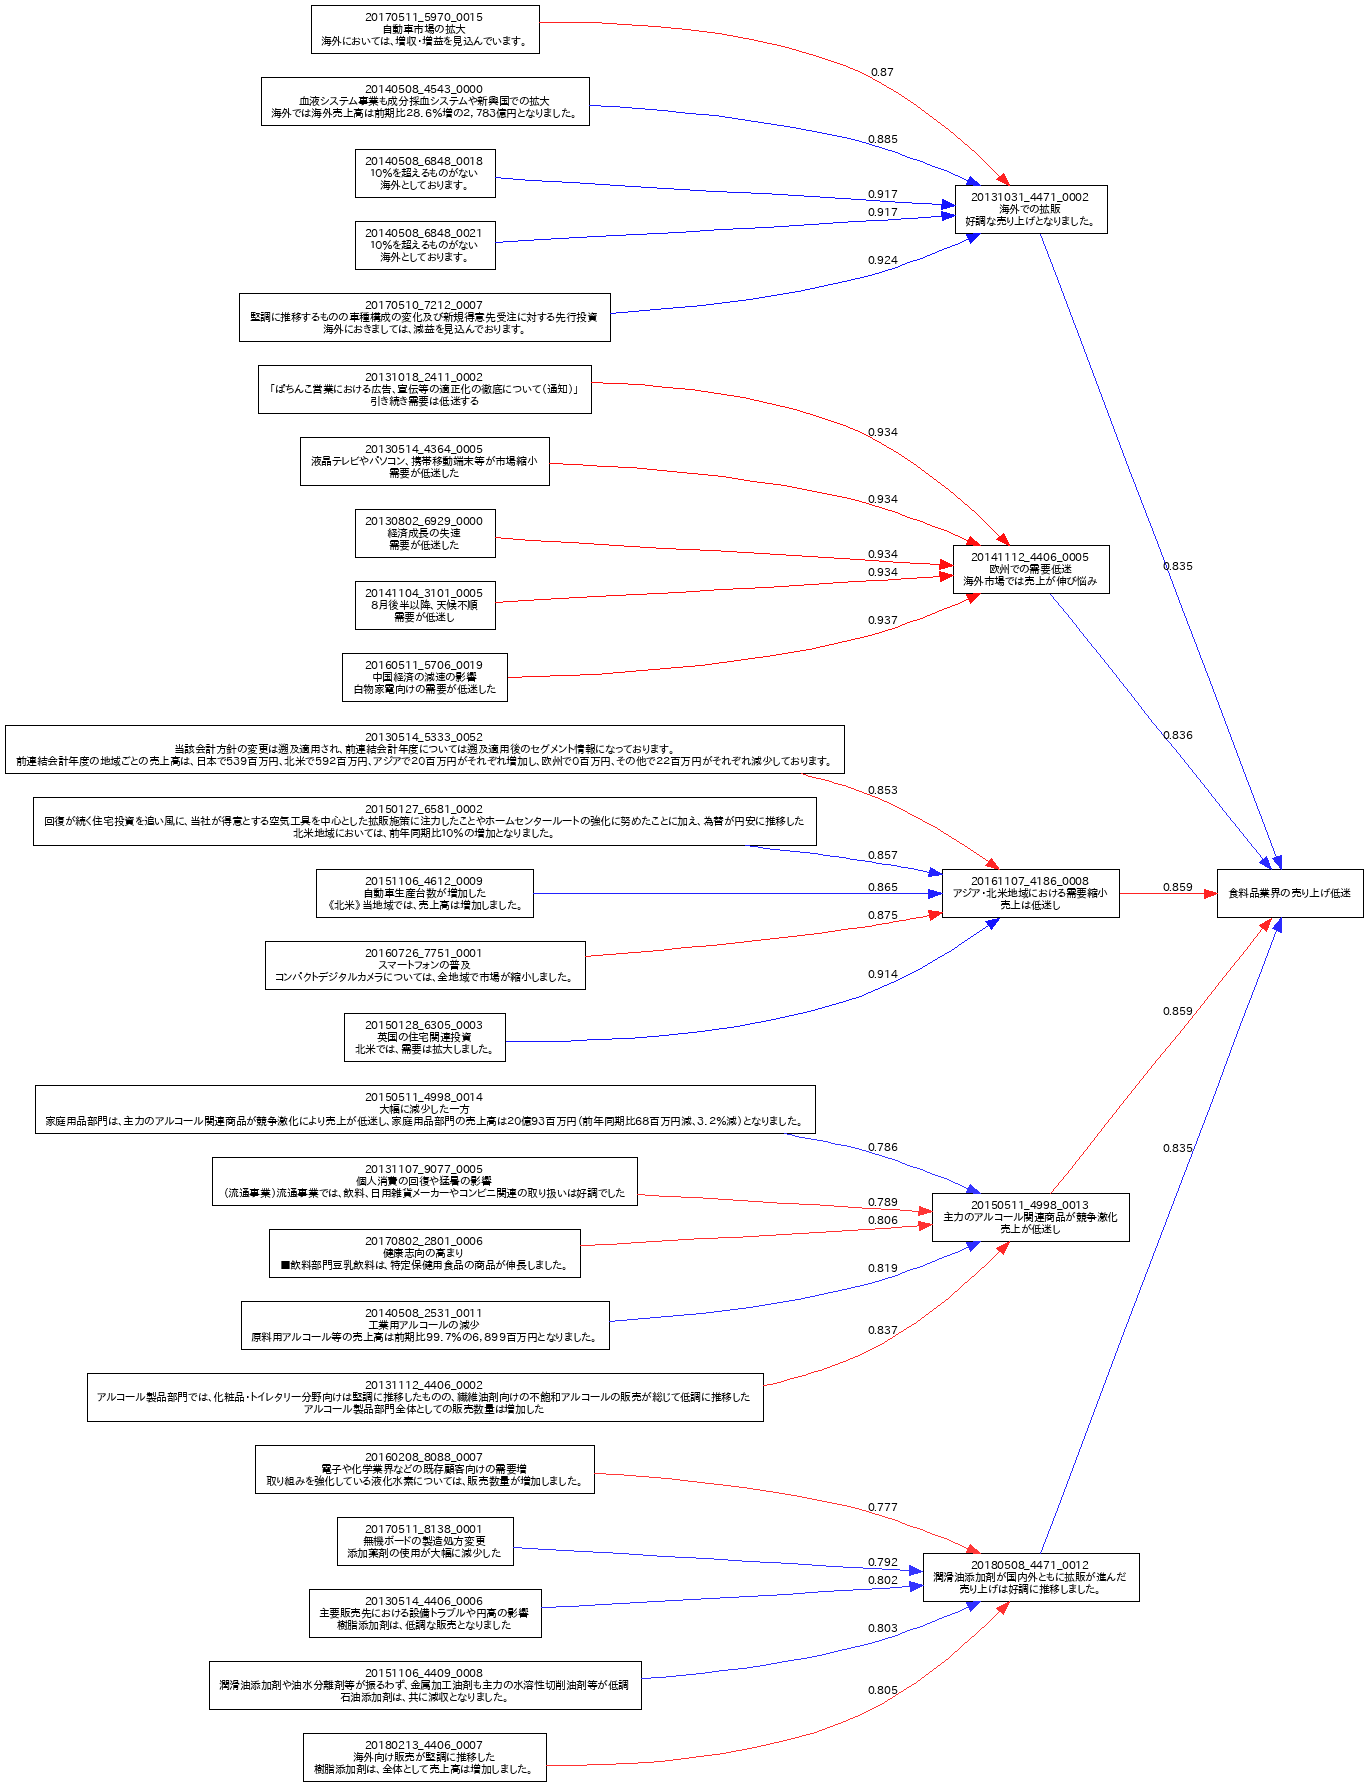 20170511_5970_0015
自動車市場の拡大
海外においては、増収・増益を見込んでいます。
0.87
20140508_4543_0000
血液システム事業も成分採血システムや新興国での拡大
海外では海外売上高は前期比28.6%増の2,783億円となりました。
0.885
20140508_6848_0018
10%を超えるものがない
海外としております。
0.917
20131031_4471_0002
海外での拡販
好調な売り上げとなりました。
0.917
20140508_6848_0021
10%を超えるものがない
海外としております。
0.924
20170510_7212_0007
堅調に推移するものの車種構成の変化及び新規得意先受注に対する先行投資
海外におきましては、減益を見込んでおります。
20131018_2411_0002
「ぱちんこ営業における広告、宣伝等の適正化の徹底について(通知)」
引き続き需要は低迷する
0.934
20130514_4364_0005
液晶テレビやパソコン、携帯移動端末等が市場縮小
需要が低迷した
0.934
20130802_6929_0000
経済成長の失速
需要が低迷した
0.934
20141112_4406_0005
欧州での需要低迷
海外市場では売上が伸び悩み
0.835
0.934
20141104_3101_0005
8月後半以降、天候不順
需要が低迷し
0.937
20160511_5706_0019
中国経済の減速の影響
白物家電向けの需要が低迷した
20130514_5333_0052
当該会計方針の変更は遡及適用され、前連結会計年度については遡及適用後のセグメント情報になっております。
前連結会計年度の地域ごとの売上高は、日本で539百万円、北米で592百万円、アジアで20百万円がそれぞれ増加し、欧州で0百万円、その他で22百万円がそれぞれ減少しております。
0.836
0.853
20150127_6581_0002
回復が続く住宅投資を追い風に、当社が得意とする空気工具を中心とした拡販施策に注力したことやホームセンタールートの強化に努めたことに加え、為替が円安に推移した
北米地域においては、前年同期比10%の増加となりました。
0.857
20151106_4612_0009
自動車生産台数が増加した
《北米》当地域では、売上高は増加しました。
0.865
20161107_4186_0008
アジア・北米地域における需要縮小
売上は低迷し
0.859
食料品業界の売り上げ低迷
0.875
20160726_7751_0001
スマートフォンの普及
コンパクトデジタルカメラについては、全地域で市場が縮小しました。
0.914
20150128_6305_0003
英国の住宅関連投資
北米では、需要は拡大しました。
0.859
20150511_4998_0014
大幅に減少した一方
家庭用品部門は、主力のアルコール関連商品が競争激化により売上が低迷し、家庭用品部門の売上高は20億93百万円(前年同期比68百万円減、3.2%減)となりました。
0.786
0.835
20131107_9077_0005
個人消費の回復や猛暑の影響
(流通事業)流通事業では、飲料、日用雑貨メーカーやコンビニ関連の取り扱いは好調でした
0.789
20150511_4998_0013
主力のアルコール関連商品が競争激化
売上が低迷し
0.806
20170802_2801_0006
健康志向の高まり
■飲料部門豆乳飲料は、特定保健用食品の商品が伸長しました。
0.819
20140508_2531_0011
工業用アルコールの減少
原料用アルコール等の売上高は前期比99.7%の6,899百万円となりました。
0.837
20131112_4406_0002
アルコール製品部門では、化粧品・トイレタリー分野向けは堅調に推移したものの、繊維油剤向けの不飽和アルコールの販売が総じて低調に推移した
アルコール製品部門全体としての販売数量は増加した
20160208_8088_0007
電子や化学業界などの既存顧客向けの需要増
取り組みを強化している液化水素については、販売数量が増加しました。
0.777
20170511_8138_0001
無機ボードの製造処方変更
添加薬剤の使用が大幅に減少した
0.792
20180508_4471_0012
潤滑油添加剤が国内外ともに拡販が進んだ
売り上げは好調に推移しました。
0.802
20130514_4406_0006
主要販売先における設備トラブルや円高の影響
樹脂添加剤は、低調な販売となりました
0.803
20151106_4409_0008
潤滑油添加剤や油水分離剤等が振るわず、金属加工油剤も主力の水溶性切削油剤等が低調
石油添加剤は、共に減収となりました。
0.805
20180213_4406_0007
海外向け販売が堅調に推移した
樹脂添加剤は、全体として売上高は増加しました。